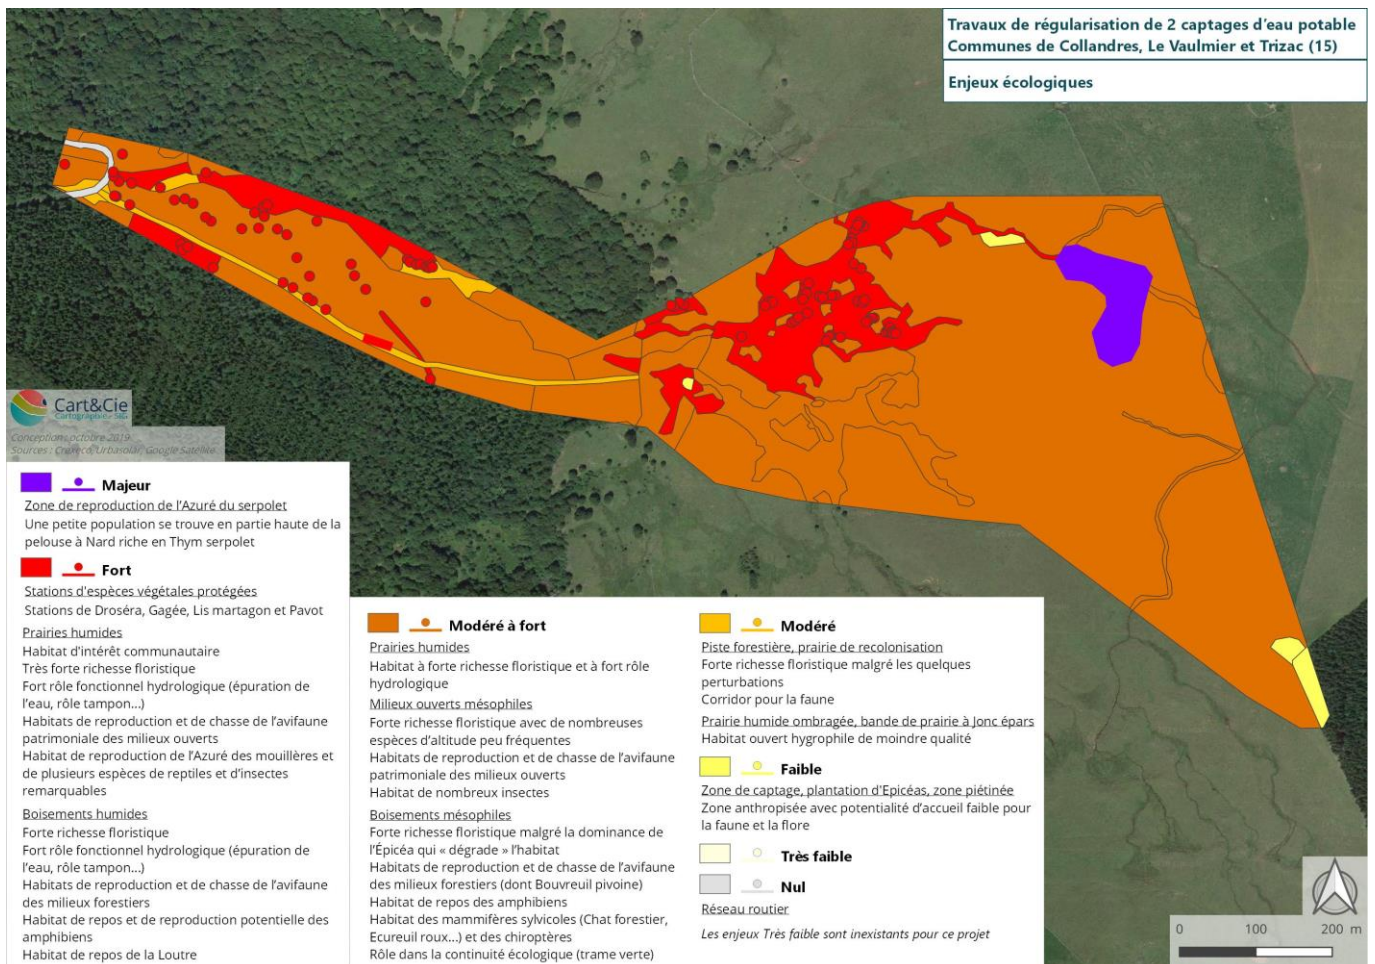 Travaux de régularisation de 2 captages d'eau potable
Communes de Collandres, Le Vaulmier et Trizac (15)
Enjeux écologiques
Cart&Cie
Cartographie - SIG
Conception : octobre 2019
Sources : Crexeco, Urbasolar, Google Satellite
Majeur
Zone de reproduction de l'Azuré du serpolet
Une petite population se trouve en partie haute de la
pelouse à Nard riche en Thym serpolet
Fort
Stations d'espèces végétales protégées
Stations de Droséra, Gagée, Lis martagon et Pavot
Prairies humides
Habitat d'intérêt communautaire
Très forte richesse floristique
Fort rôle fonctionnel hydrologique (épuration de
l'eau, rôle tampon...)
Habitats de reproduction et de chasse de l'avifaune
patrimoniale des milieux ouverts
Habitat de reproduction de l'Azuré des mouillères et
de plusieurs espèces de reptiles et d'insectes
remarquables
Boisements humides
Forte richesse floristique
Fort rôle fonctionnel hydrologique (épuration de
l'eau, rôle tampon...)
Habitats de reproduction et de chasse de l'avifaune
des milieux forestiers
Habitat de repos et de reproduction potentielle des
amphibiens
Habitat de repos de la Loutre
Modéré à fort
Prairies humides
Habitat à forte richesse floristique et à fort rôle
hydrologique
Milieux ouverts mésophiles
Forte richesse floristique avec de nombreuses
espèces d'altitude peu fréquentes
Habitats de reproduction et de chasse de l'avifaune
patrimoniale des milieux ouverts
Habitat de nombreux insectes
Boisements mésophiles
Forte richesse floristique malgré la dominance de
l'Épicéa qui « dégrade » l'habitat
Habitats de reproduction et de chasse de l'avifaune
des milieux forestiers (dont Bouvreuil pivoine)
Habitat de repos des amphibiens
Habitat des mammifères sylvicoles (Chat forestier,
Ecureuil roux...) et des chiroptères
Rôle dans la continuité écologique (trame verte)
Modéré
Piste forestière, prairie de recolonisation
Forte richesse floristique malgré les quelques
perturbations
Corridor pour la faune
Prairie humide ombragée, bande de prairie à Jonc épars
Habitat ouvert hygrophile de moindre qualité
Faible
Zone de captage, plantation d'Epicéas, zone piétinée
Zone anthropisée avec potentialité d'accueil faible pour
la faune et la flore
Très faible
Nul
Réseau routier
Les enjeux Très faible sont inexistants pour ce projet
0 100 200 m